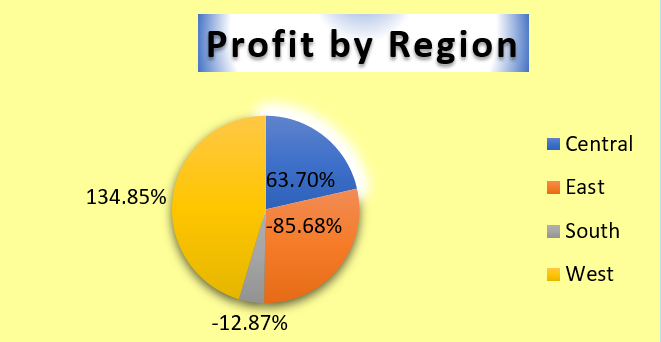 Profit by Region
63.70%
-85.68%
-12.87%
134.85%
Central
East
South
West